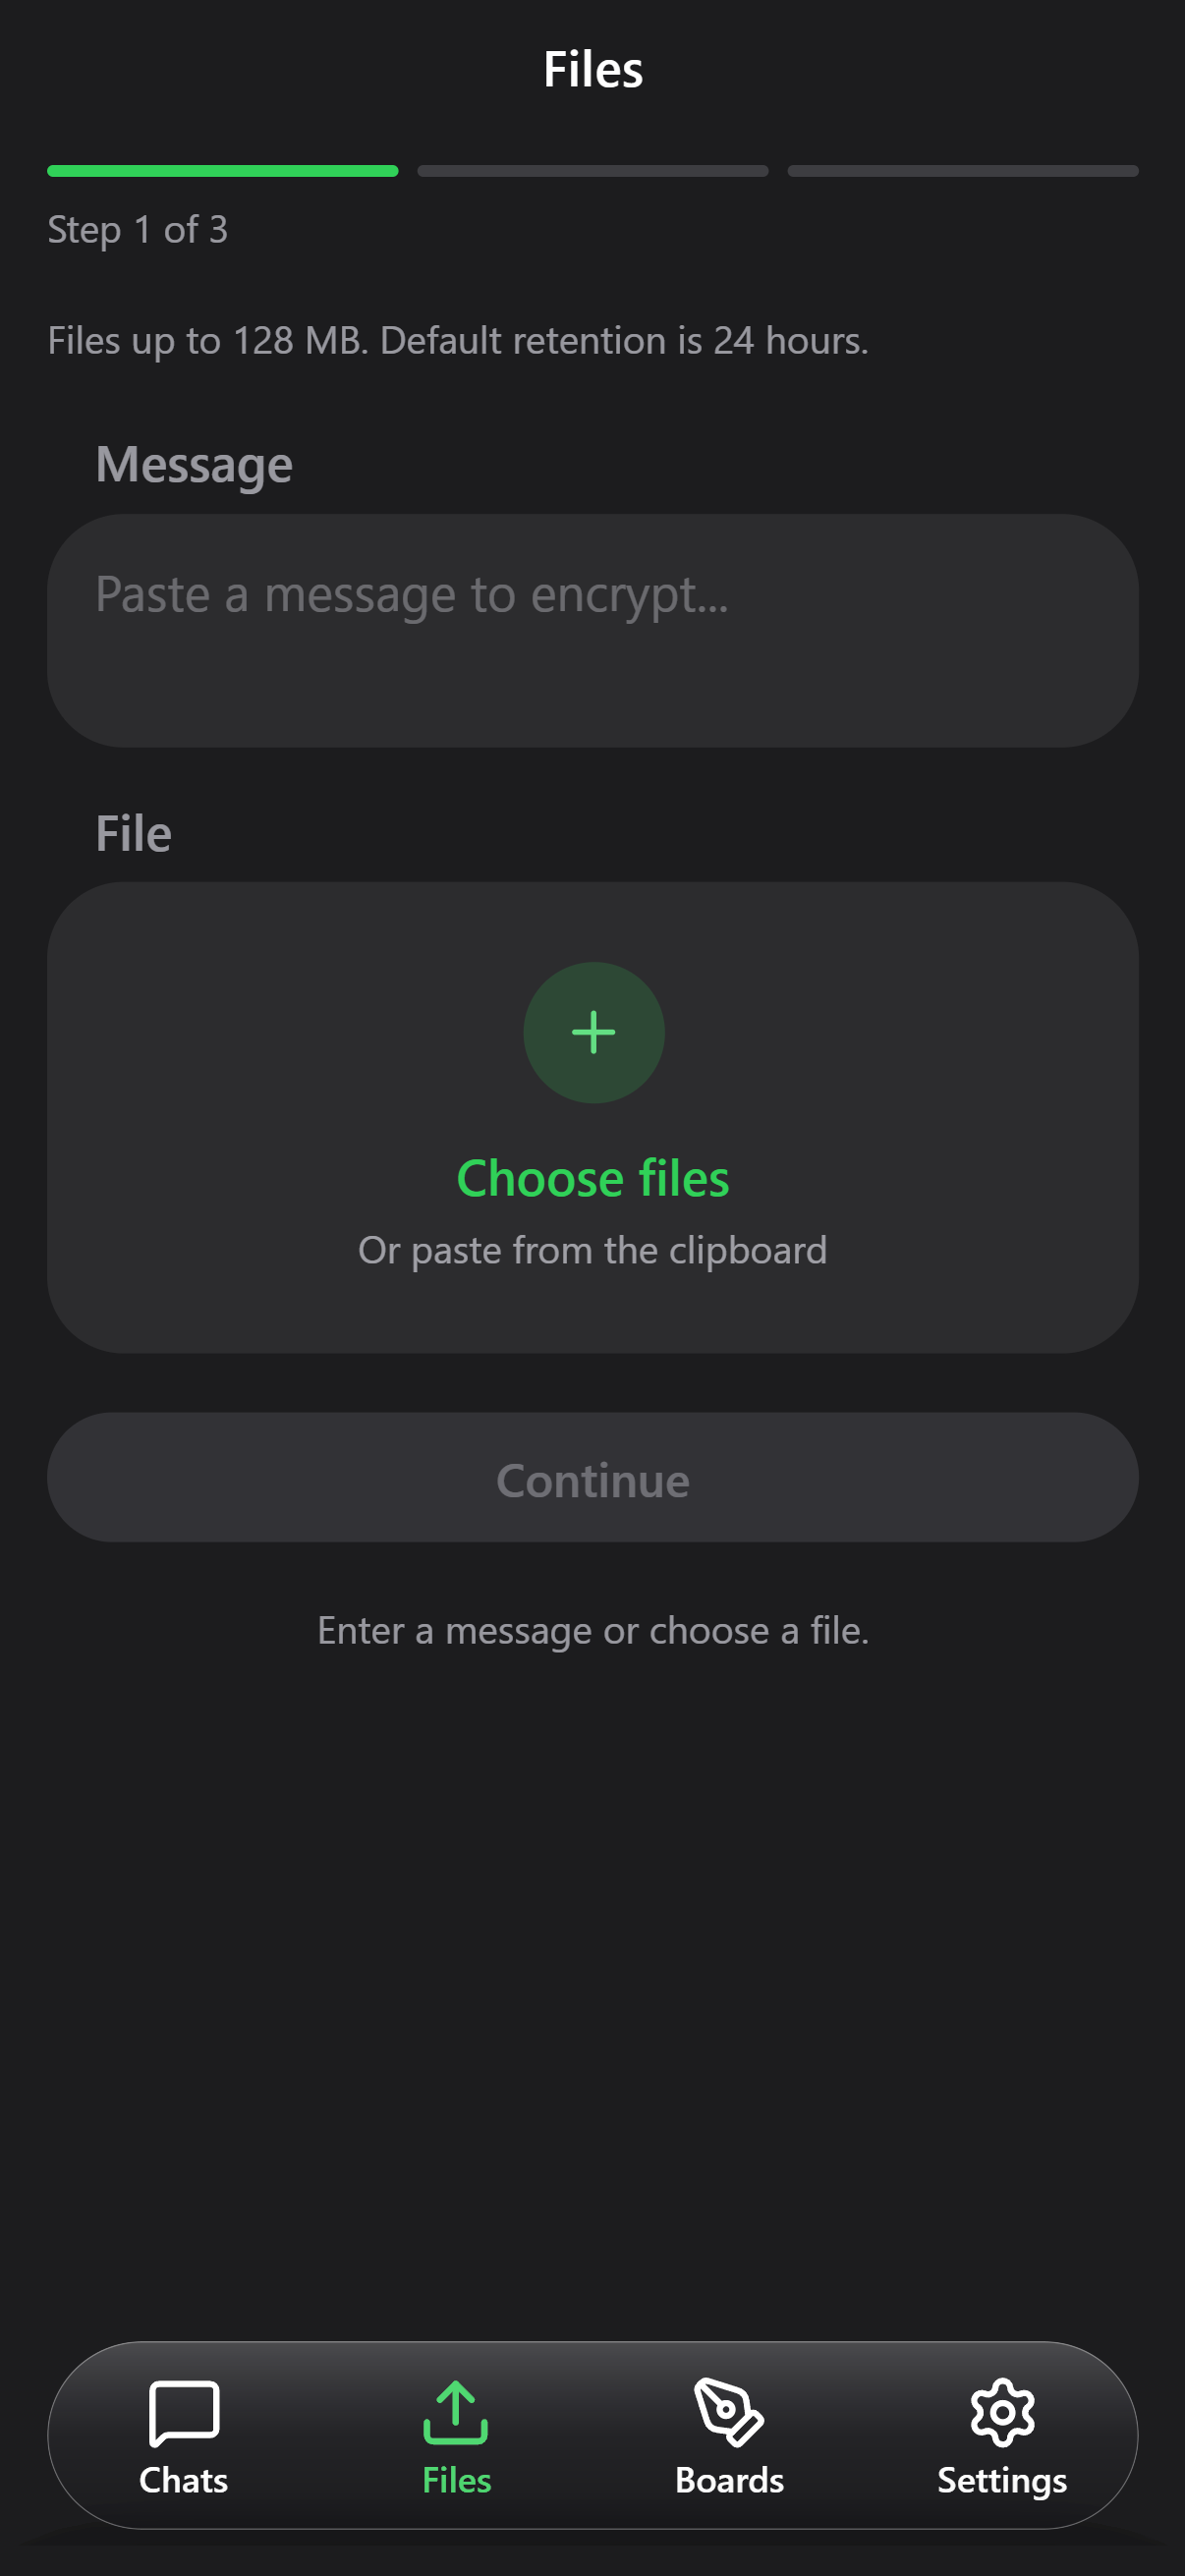 Files
Step 1 of 3
Files up to 128 MB. Default retention is 24 hours.
Message
Paste a message to encrypt...
File
Choose files
Or paste from the clipboard
Continue
Enter a message or choose a file.
Chats
Files
Boards
Settings